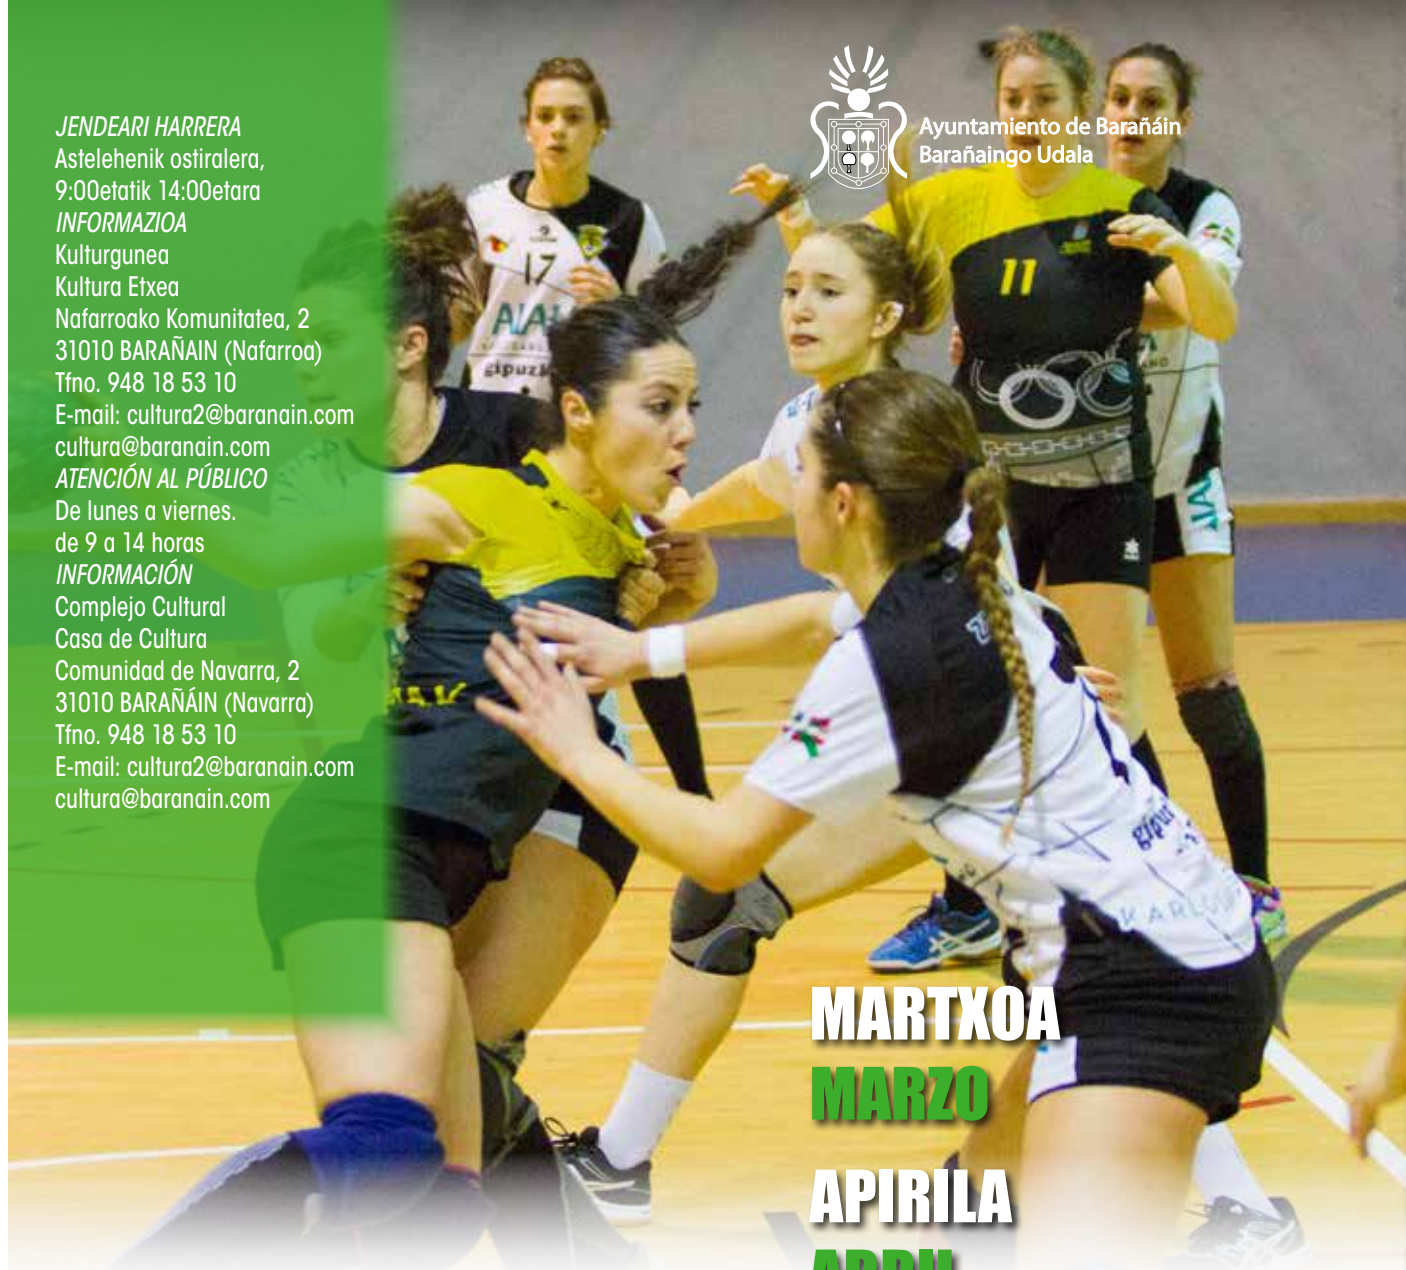 JENDEARI HARRERA
Astelehenik ostiralera,
9:00etatik 14:00etara
INFORMAZIOA
Kulturgunea
Kultura Etxea
Nafarroako Komunitatea, 2
31010 BARAÑAIN (Nafarroa)
Tfno. 948 18 53 10
E-mail: cultura2@baranain.com
cultura@baranain.com
ATENCIÓN AL PÚBLICO
De lunes a viernes.
de 9 a 14 horas
INFORMACIÓN
Complejo Cultural
Casa de Cultura
Comunidad de Navarra, 2
31010 BARAÑÁIN (Navarra)
Tfno. 948 18 53 10
E-mail: cultura2@baranain.com
cultura@baranain.com
Ayuntamiento de Barañáin
Barañaingo Udala
17
11
MARTXOA
MARZO
APIRILA
ABRIL